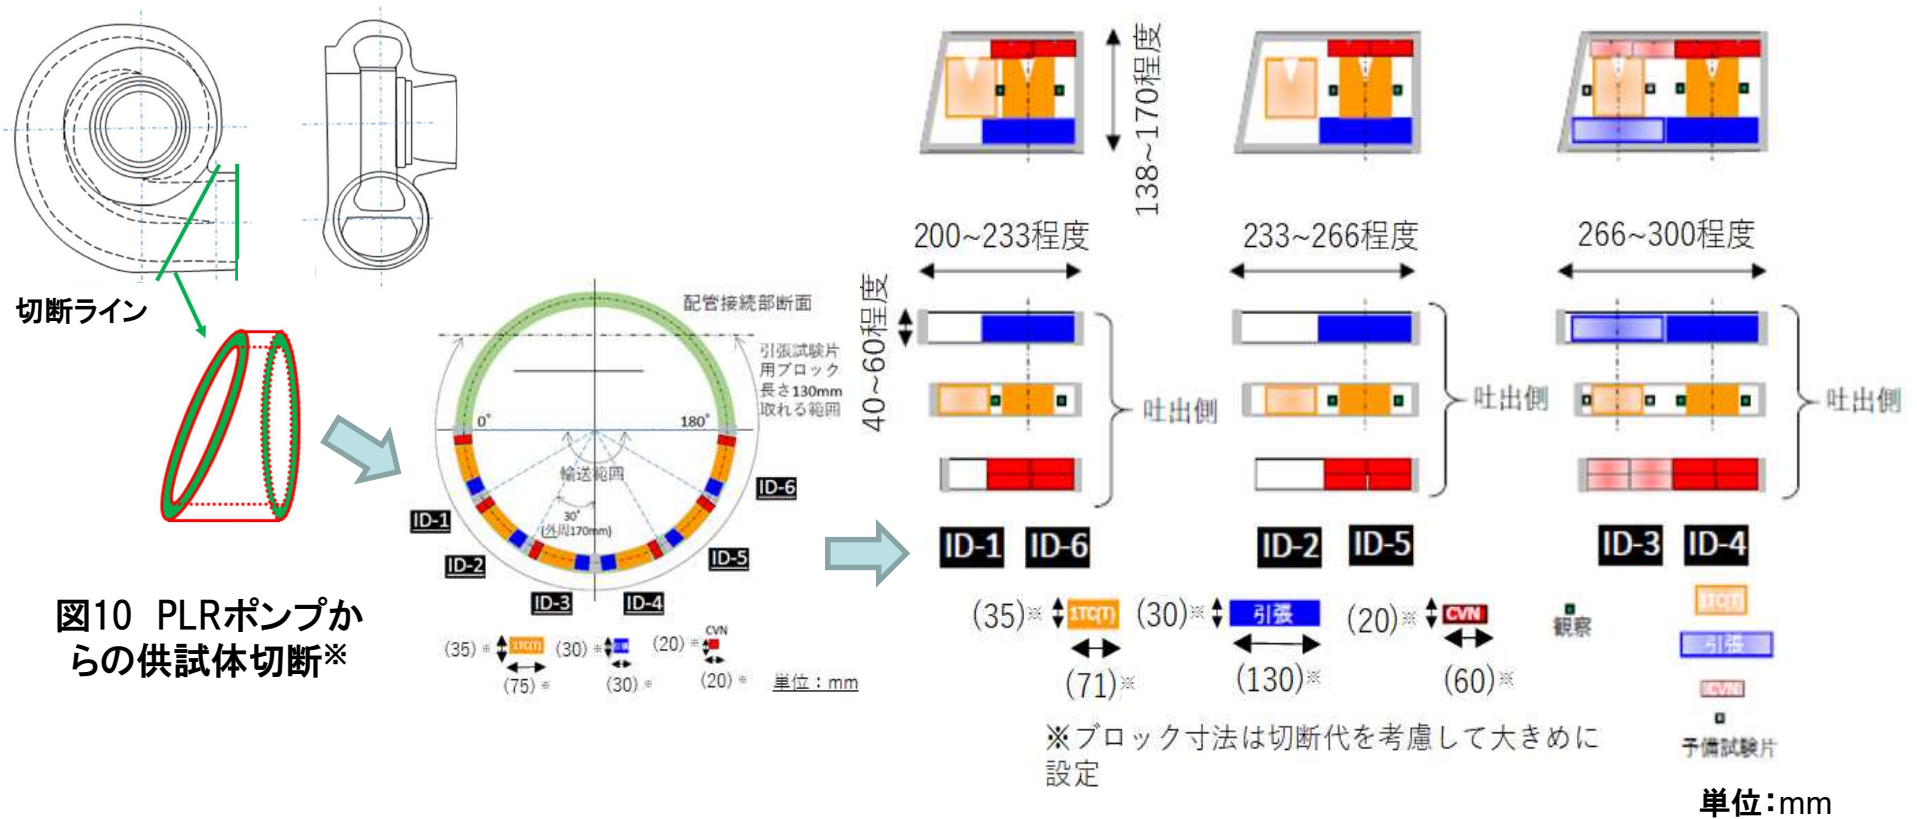 切断ライン
図10　PLRポンプか
らの供試体切断※
配管接続部断面
引張試験片
用ブロック
長さ130mm
取れる範囲
0°
180°
輸送範囲
30°
(外周170mm)
ID-1
ID-2
ID-3
ID-4
ID-5
ID-6
(35)※
1TC(T)
(75)※
(30)※
引張
(30)※
(20)※
CVN
(20)※
単位：mm
138~170程度
200~233程度
233~266程度
266~300程度
40~60程度
吐出側
吐出側
吐出側
ID-1 ID-6
ID-2 ID-5
ID-3 ID-4
(35)※
1TC(T)
(71)※
(30)※
引張
(130)※
(20)※
CVN
(60)※
観察
1TC(T)
引張
CVN
予備試験片
※ブロック寸法は切断代を考慮して大きめに
設定
単位：mm